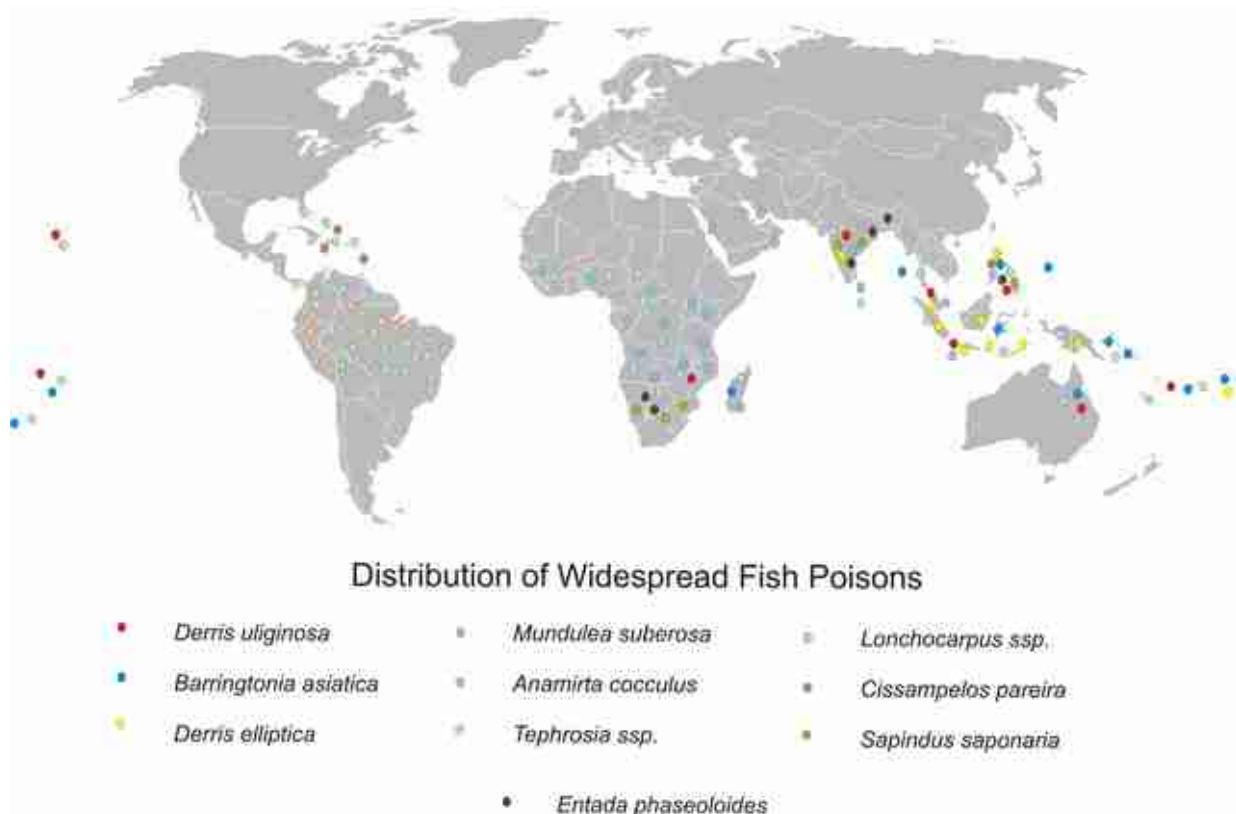 Distribution of Widespread Fish Poisons
Derris uliginosa
Mundulea suberosa
Lonchocarpus ssp.
Barringtonia asiatica
Anamirta cocculus
Cissampelos pareira
Derris elliptica
Tephrosia ssp.
Sapindus saponaria
Entada phaseoloides